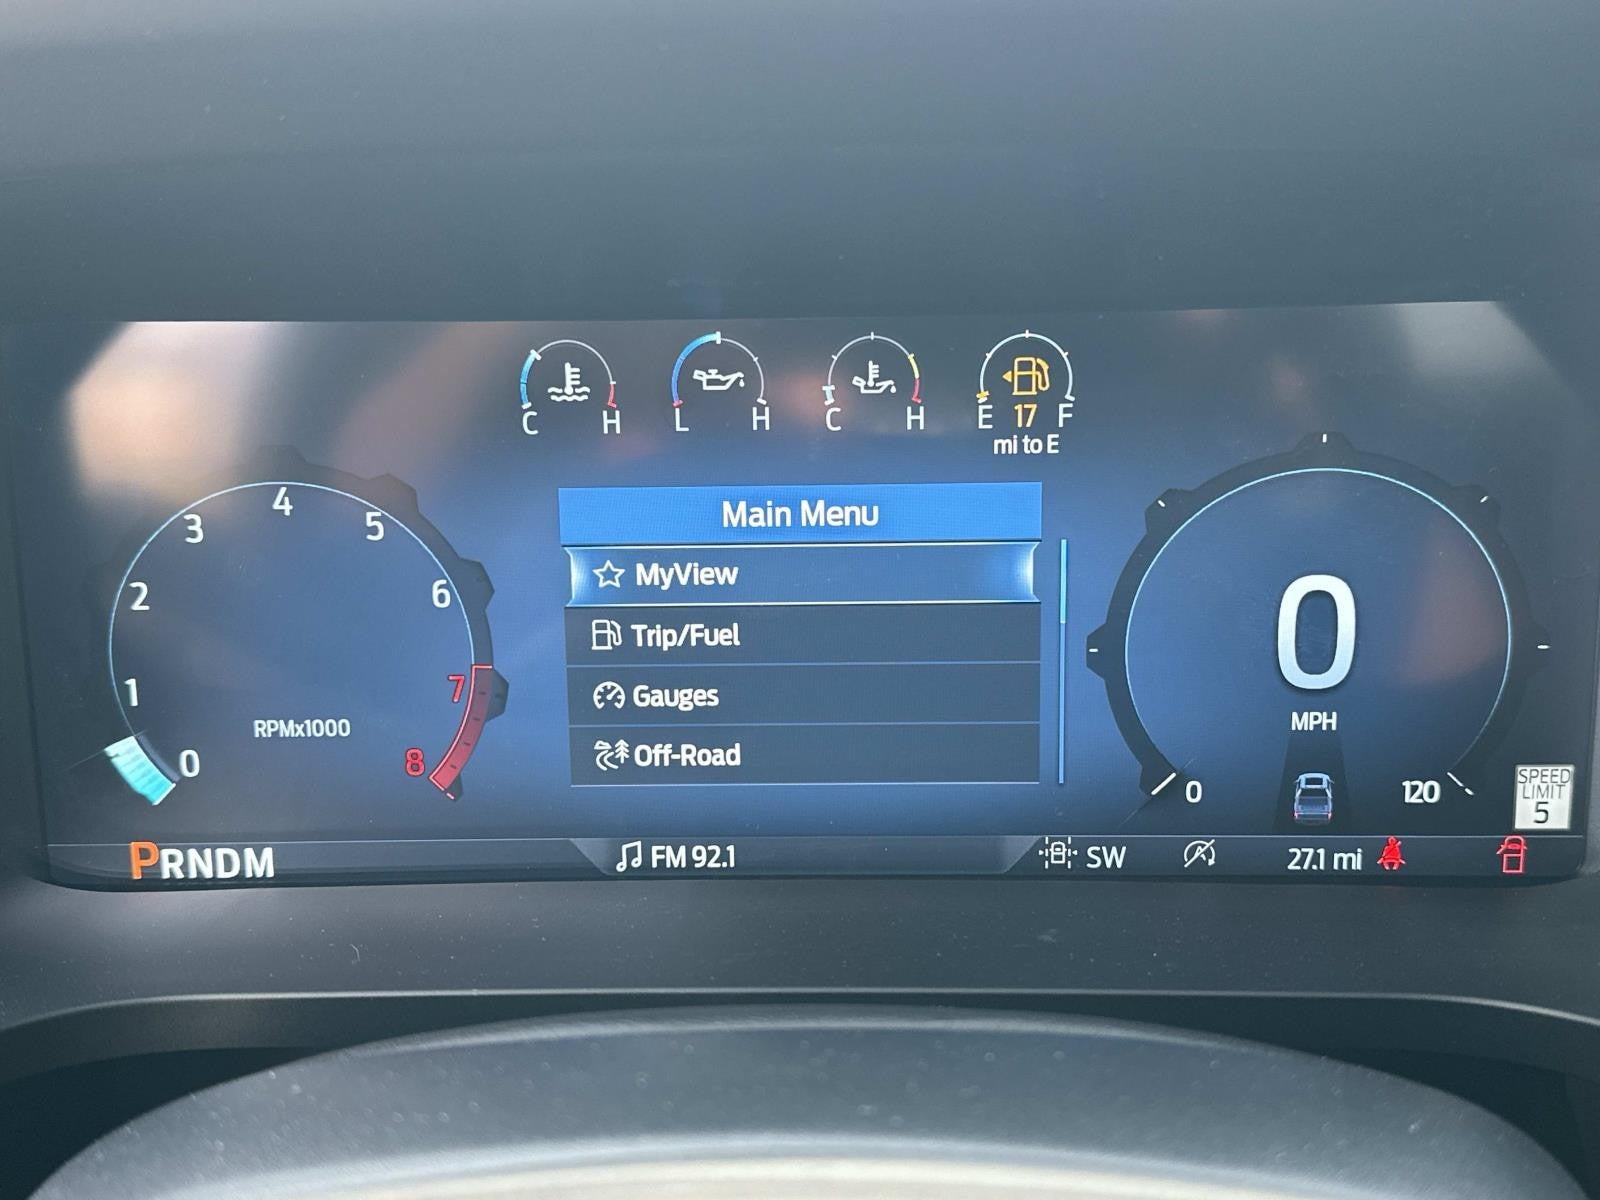 C H
L H
C H
E 17 F
mi to E
Main Menu
MyView
Trip/Fuel
Gauges
Off-Road
0
1
2
3
4
5
6
7
8
RPMx1000
0
MPH
0
120
SPEED
LIMIT
5
PRNDM
FM 92.1
SW
27.1 mi